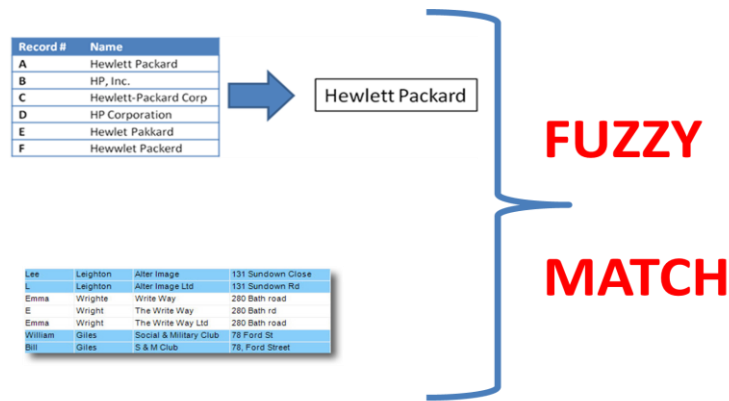 Record # Name
A Hewlett Packard
B HP, Inc.
C Hewlett-Packard Corp
D HP Corporation
E Hewlet Pakkard
F Hewwlet Packerd
Hewlett Packard
FUZZY
MATCH
Lee Leighton Alter Image 131 Sundown Close
L Leighton Alter Image Ltd 131 Sundown Rd
Emma Wrighte Write Way 280 Bath road
E Wright The Write Way 280 Bath rd
Emma Wright The Write Way Ltd 280 Bath road
William Giles Social & Military Club 78 Ford St
Bill Giles S & M Club 78, Ford Street